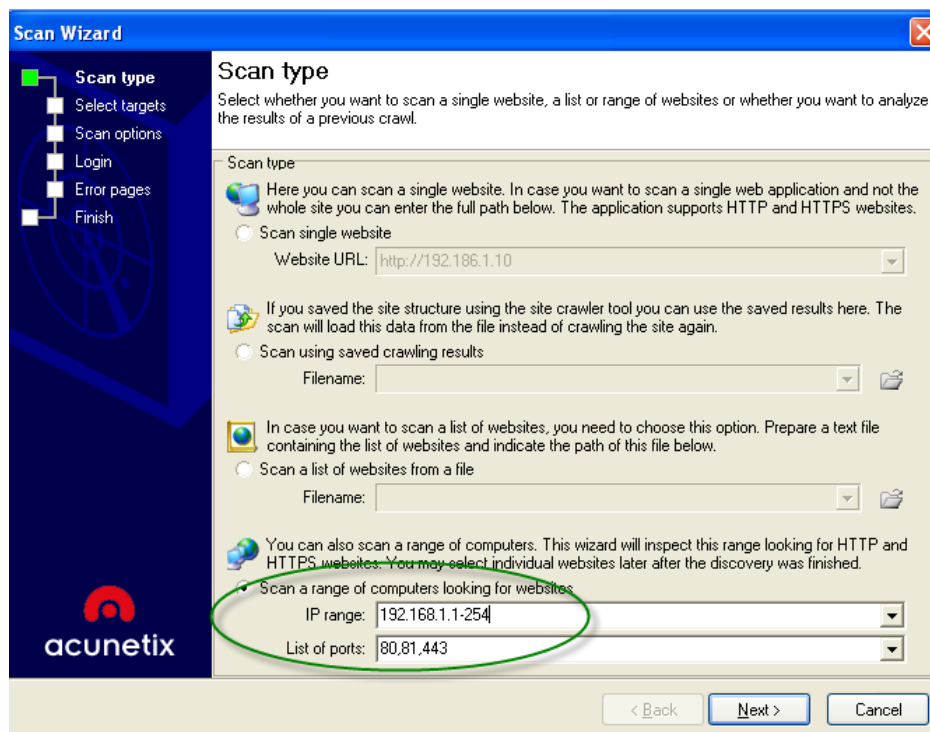 Scan Wizard
Scan type
Select targets
Scan options
Login
Error pages
Finish
acunetix
Scan type
Select whether you want to scan a single website, a list or range of websites or whether you want to analyze
the results of a previous crawl.
Scan type
Here you can scan a single website. In case you want to scan a single web application and not the
whole site you can enter the full path below. The application supports HTTP and HTTPS websites.
Scan single website
Website URL: http://192.186.1.10
If you saved the site structure using the site crawler tool you can use the saved results here. The
scan will load this data from the file instead of crawling the site again.
Scan using saved crawling results
Filename:
In case you want to scan a list of websites, you need to choose this option. Prepare a text file
containing the list of websites and indicate the path of this file below.
Scan a list of websites from a file
Filename:
You can also scan a range of computers. This wizard will inspect this range looking for HTTP and
HTTPS websites. You may select individual websites later after the discovery was finished.
Scan a range of computers looking for websites
IP range: 192.168.1.1-254
List of ports: 80,81,443
< Back
Next >
Cancel